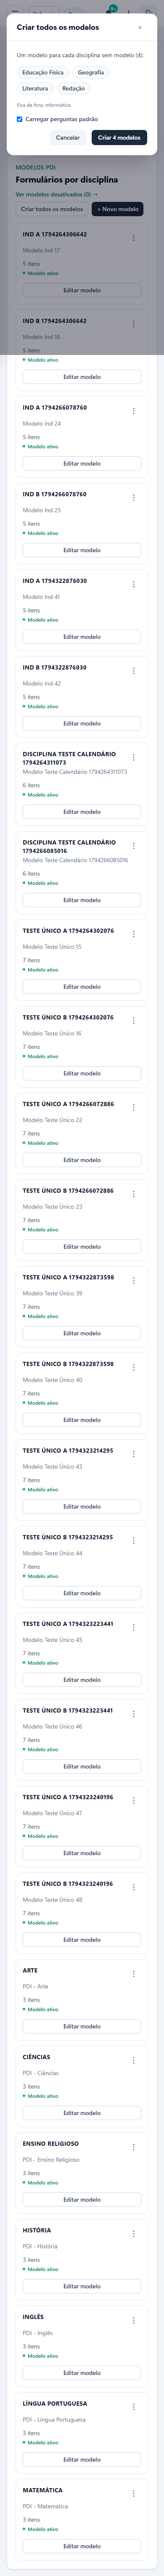 Criar todos os modelos
×
Um modelo para cada disciplina sem modelo (4):
Educação Física
Geografia
Literatura
Redação
Fica de fora: Informática.
Carregar perguntas padrão
Cancelar
Criar 4 modelos
MODELOS PDI
Formulários por disciplina
Ver modelos desativados (0) →
Criar todos os modelos
+ Novo modelo
IND A 1794264306642
Modelo Ind 17
5 itens
Modelo ativo
Editar modelo
IND B 1794264306642
Modelo Ind 18
5 itens
Modelo ativo
Editar modelo
IND A 1794266078760
Modelo Ind 24
5 itens
Modelo ativo
Editar modelo
IND B 1794266078760
Modelo Ind 25
5 itens
Modelo ativo
Editar modelo
IND A 1794322876030
Modelo Ind 41
5 itens
Modelo ativo
Editar modelo
IND B 1794322876030
Modelo Ind 42
5 itens
Modelo ativo
Editar modelo
DISCIPLINA TESTE CALENDÁRIO
1794264311073
Modelo Teste Calendário 1794264311073
6 itens
Modelo ativo
Editar modelo
DISCIPLINA TESTE CALENDÁRIO
1794266085016
Modelo Teste Calendário 1794266085016
6 itens
Modelo ativo
Editar modelo
TESTE ÚNICO A 1794264302076
Modelo Teste Único 15
7 itens
Modelo ativo
Editar modelo
TESTE ÚNICO B 1794264302076
Modelo Teste Único 16
7 itens
Modelo ativo
Editar modelo
TESTE ÚNICO A 1794266072886
Modelo Teste Único 22
7 itens
Modelo ativo
Editar modelo
TESTE ÚNICO B 1794266072886
Modelo Teste Único 23
7 itens
Modelo ativo
Editar modelo
TESTE ÚNICO A 1794322873598
Modelo Teste Único 39
7 itens
Modelo ativo
Editar modelo
TESTE ÚNICO B 1794322873598
Modelo Teste Único 40
7 itens
Modelo ativo
Editar modelo
TESTE ÚNICO A 1794323214295
Modelo Teste Único 43
7 itens
Modelo ativo
Editar modelo
TESTE ÚNICO B 1794323214295
Modelo Teste Único 44
7 itens
Modelo ativo
Editar modelo
TESTE ÚNICO A 1794323223441
Modelo Teste Único 45
7 itens
Modelo ativo
Editar modelo
TESTE ÚNICO B 1794323223441
Modelo Teste Único 46
7 itens
Modelo ativo
Editar modelo
TESTE ÚNICO A 1794323240196
Modelo Teste Único 47
7 itens
Modelo ativo
Editar modelo
TESTE ÚNICO B 1794323240196
Modelo Teste Único 48
7 itens
Modelo ativo
Editar modelo
ARTE
PDI - Arte
3 itens
Modelo ativo
Editar modelo
CIÊNCIAS
PDI - Ciências
3 itens
Modelo ativo
Editar modelo
ENSINO RELIGIOSO
PDI - Ensino Religioso
3 itens
Modelo ativo
Editar modelo
HISTÓRIA
PDI - História
3 itens
Modelo ativo
Editar modelo
INGLÊS
PDI - Inglês
3 itens
Modelo ativo
Editar modelo
LÍNGUA PORTUGUESA
PDI - Língua Portuguesa
3 itens
Modelo ativo
Editar modelo
MATEMÁTICA
PDI - Matemática
3 itens
Modelo ativo
Editar modelo